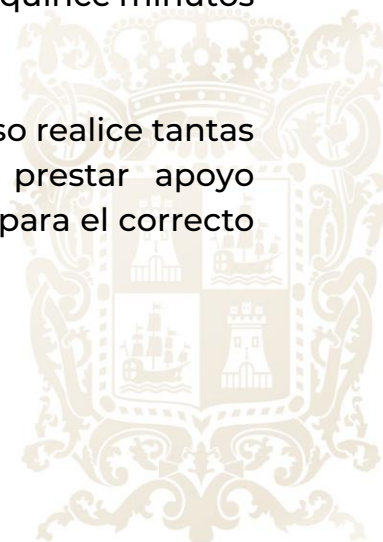 quince minutos
so realice tantas
prestar apoyo
para el correcto